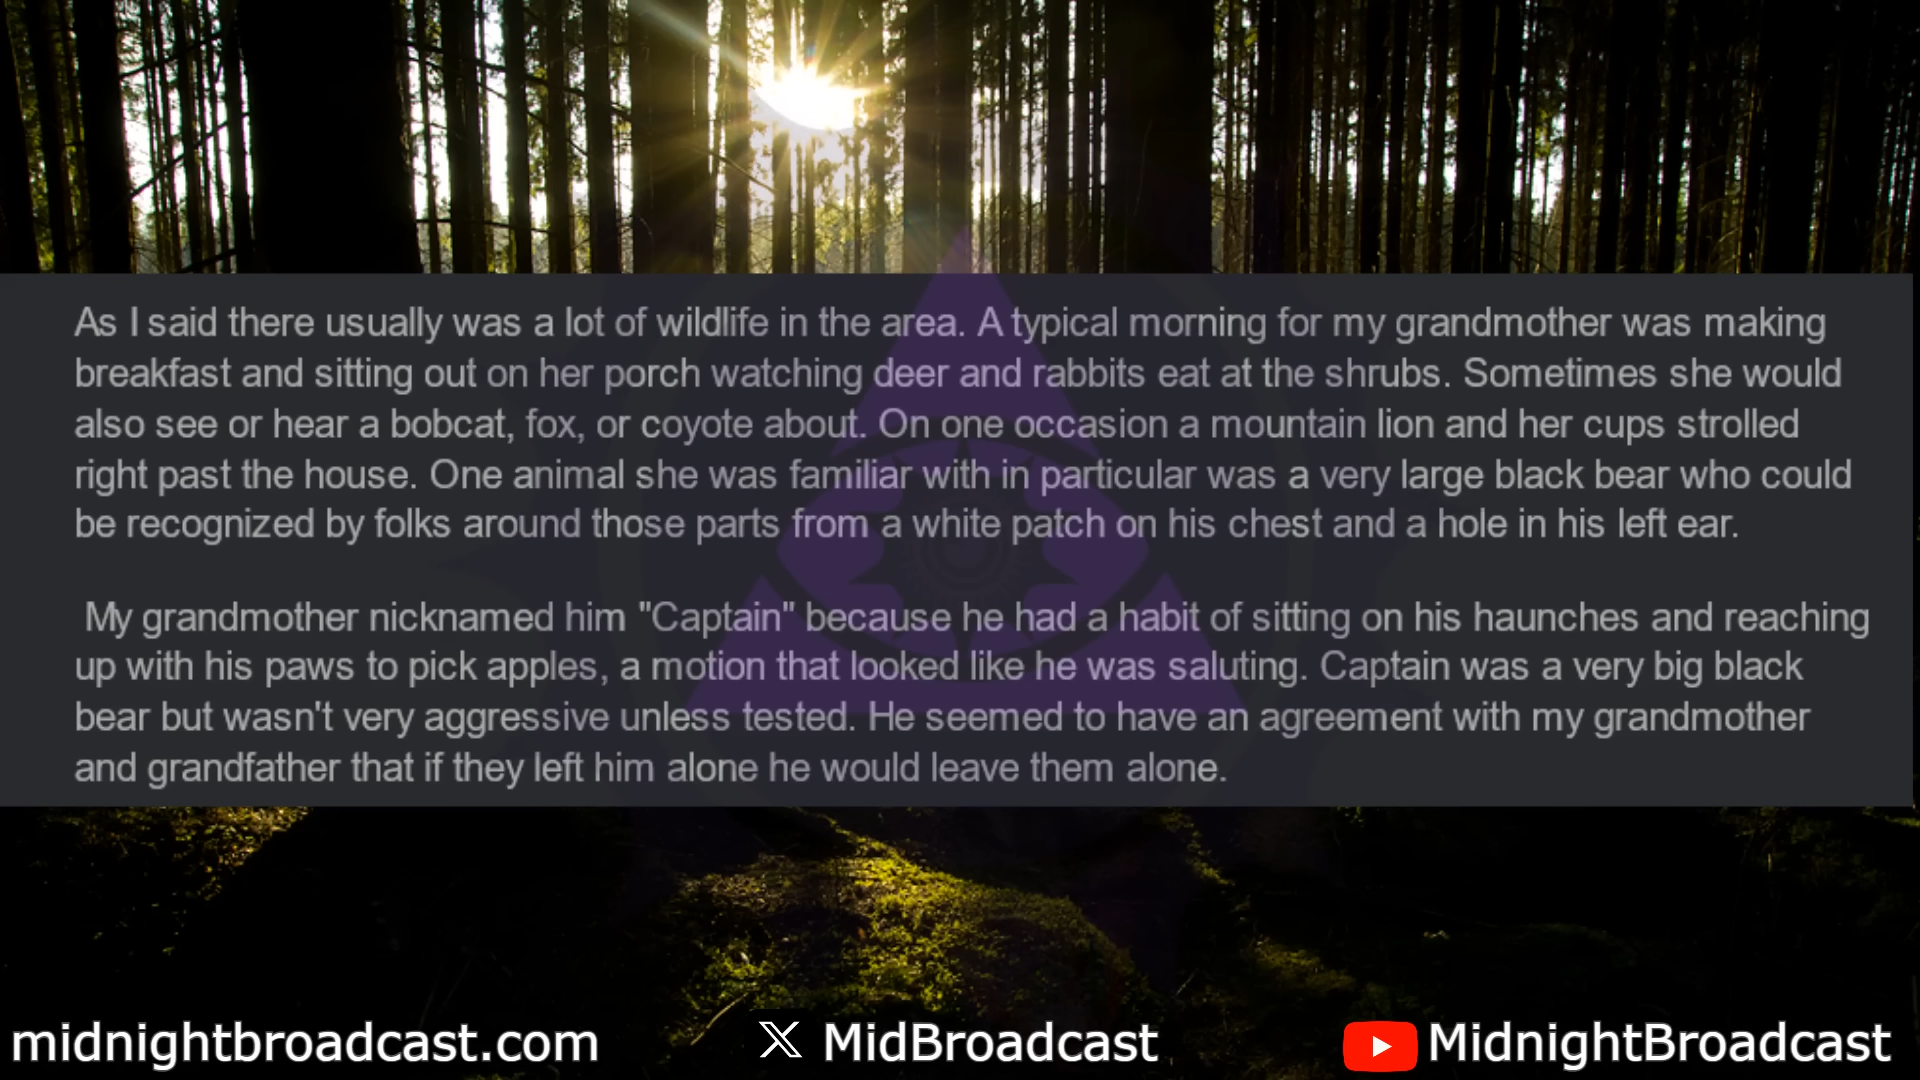 As I said there usually was a lot of wildlife in the area. A typical morning for my grandmother was making
breakfast and sitting out on her porch watching deer and rabbits eat at the shrubs. Sometimes she would
also see or hear a bobcat, fox, or coyote about. On one occasion a mountain lion and her cups strolled
right past the house. One animal she was familiar with in particular was a very large black bear who could
be recognized by folks around those parts from a white patch on his chest and a hole in his left ear.
My grandmother nicknamed him "Captain" because he had a habit of sitting on his haunches and reaching
up with his paws to pick apples, a motion that looked like he was saluting. Captain was a very big black
bear but wasn't very aggressive unless tested. He seemed to have an agreement with my grandmother
and grandfather that if they left him alone he would leave them alone.
midnightbroadcast.com
MidBroadcast
MidnightBroadcast